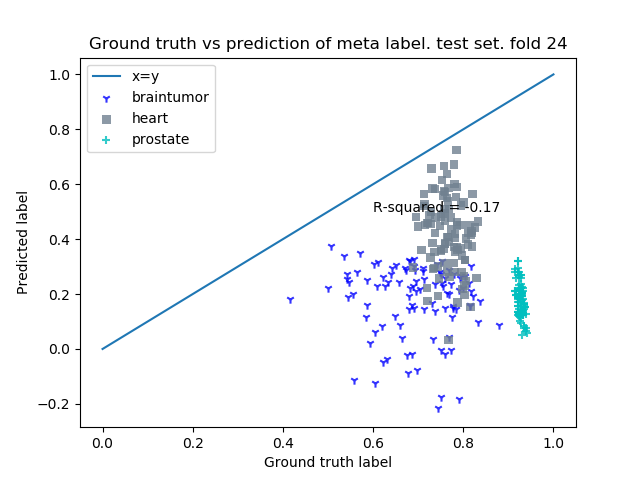 Ground truth vs prediction of meta label. test set. fold 24
x=y
braintumor
heart
prostate
R-squared = -0.17
1.0
0.8
0.6
0.4
0.2
0.0
−0.2
Predicted label
0.0 0.2 0.4 0.6 0.8 1.0
Ground truth label